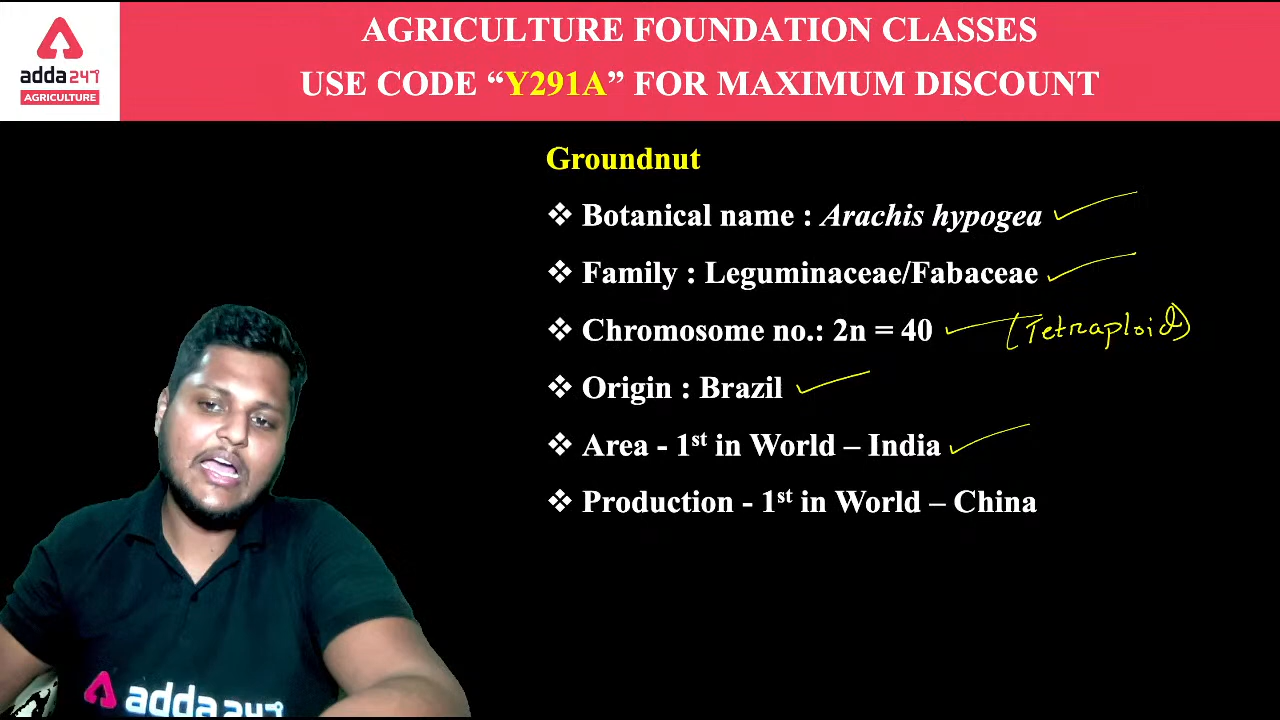 AGRICULTURE FOUNDATION CLASSES
USE CODE “Y291A” FOR MAXIMUM DISCOUNT
adda247
AGRICULTURE
Groundnut
❖ Botanical name : Arachis hypogea
❖ Family : Leguminaceae/Fabaceae
❖ Chromosome no.: 2n = 40 (Tetraploid)
❖ Origin : Brazil
❖ Area - 1st in World – India
❖ Production - 1st in World – China
adda247